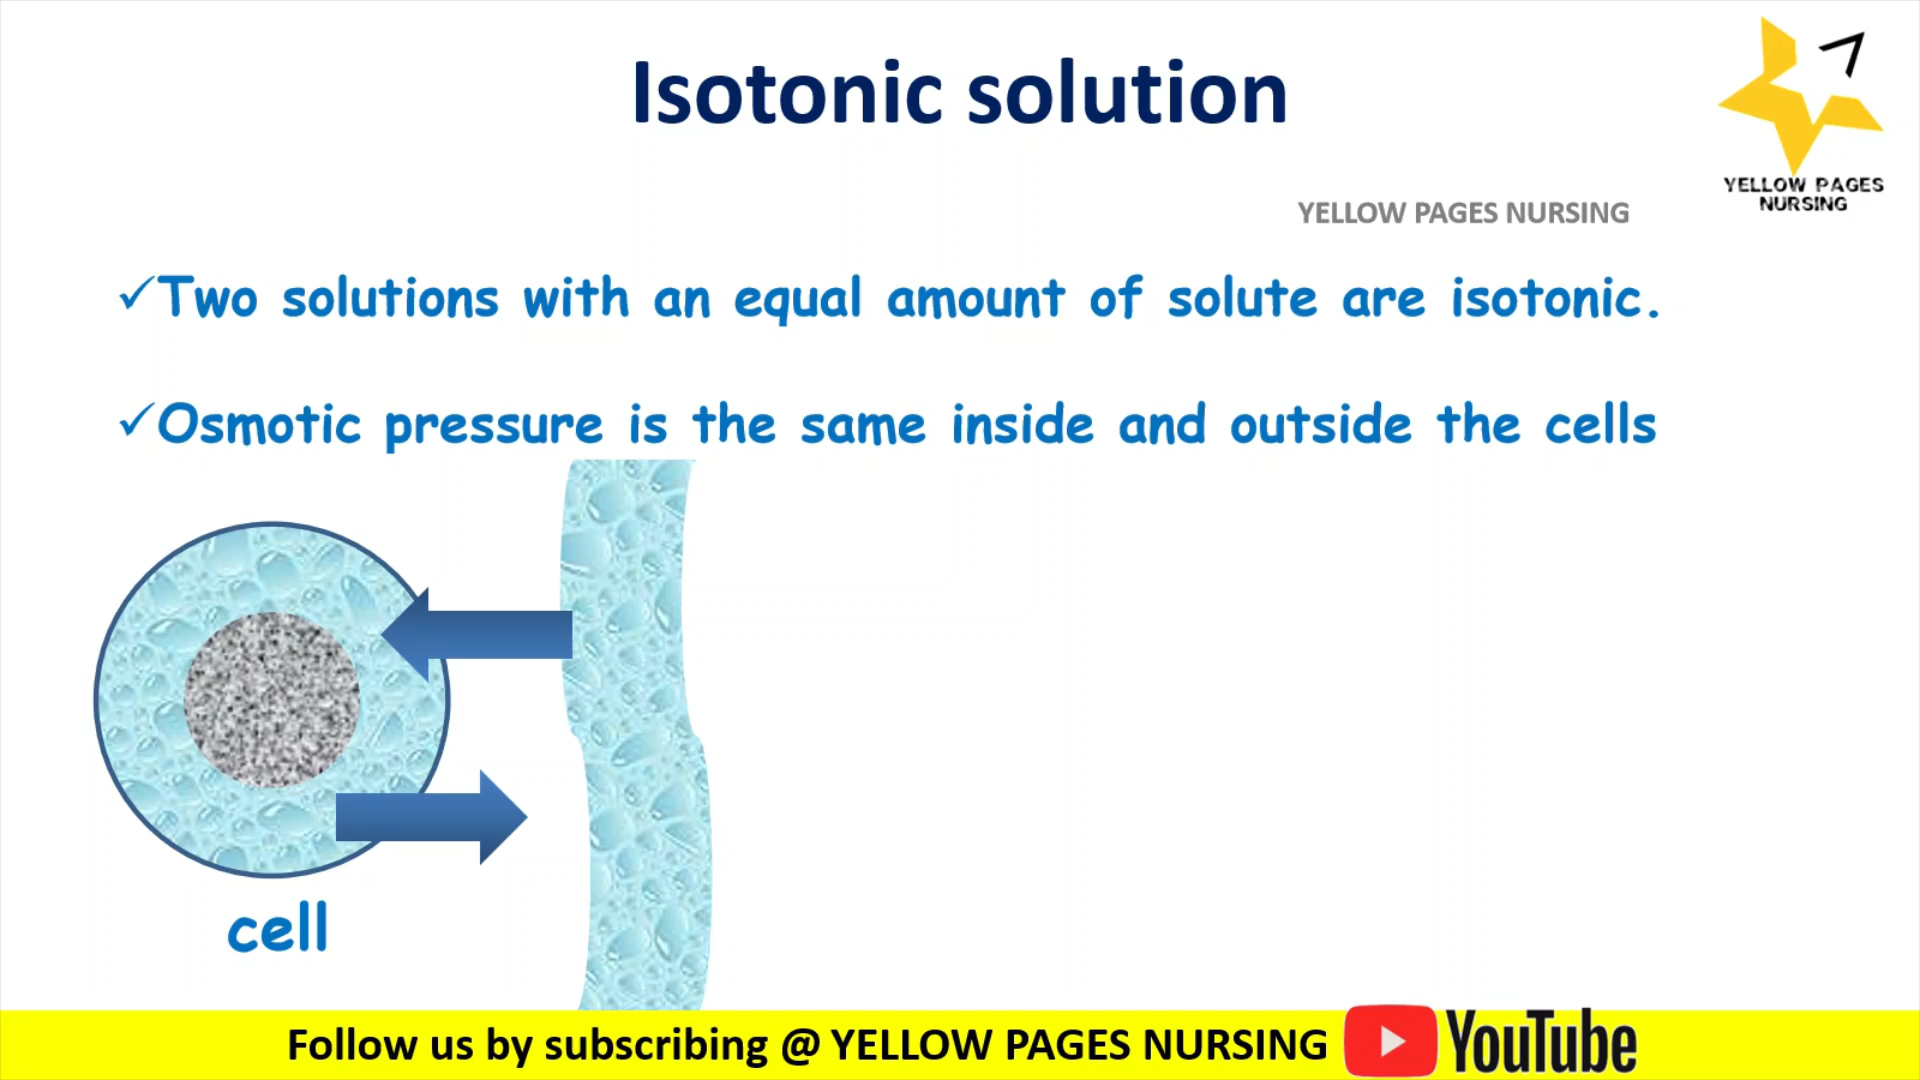 Isotonic solution
YELLOW PAGES
NURSING
YELLOW PAGES NURSING
✓Two solutions with an equal amount of solute are isotonic.
✓Osmotic pressure is the same inside and outside the cells
cell
Follow us by subscribing @ YELLOW PAGES NURSING YouTube